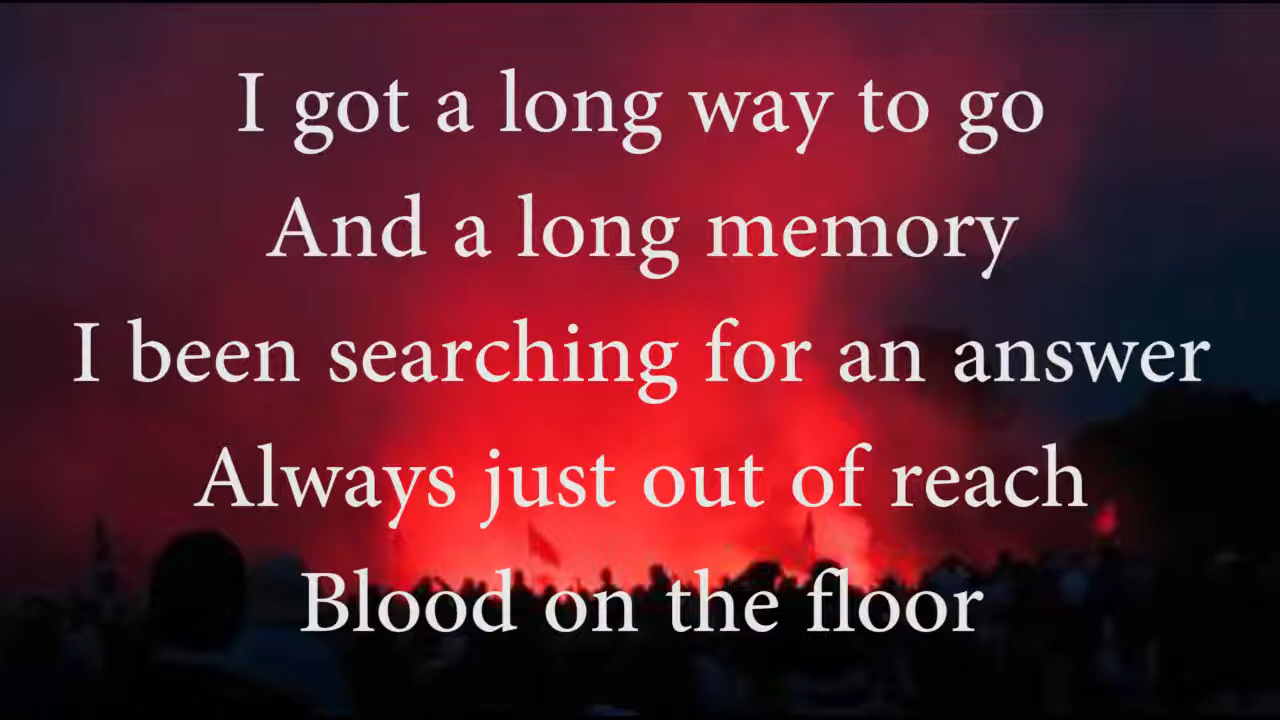 I got a long way to go
And a long memory
I been searching for an answer
Always just out of reach
Blood on the floor